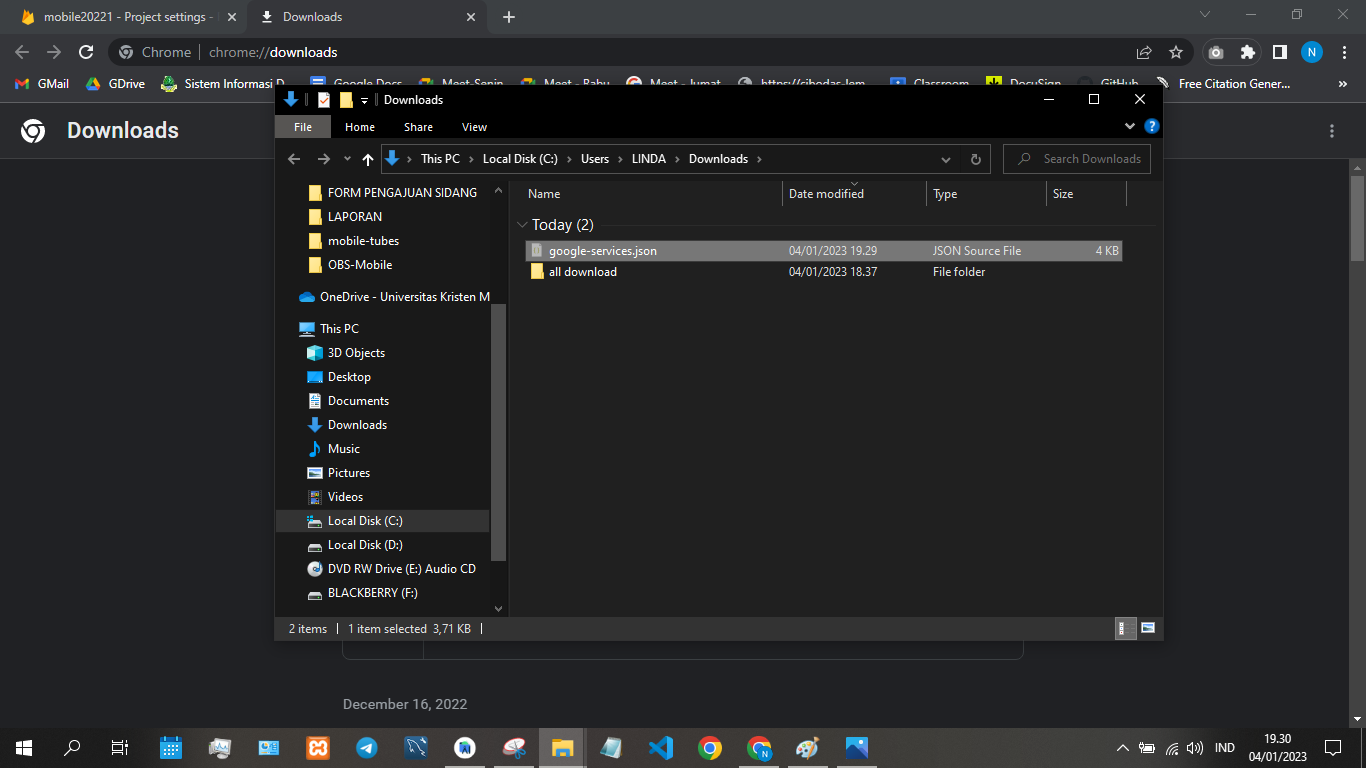 mobile20221 - Project settings -
Downloads
Chrome
chrome://downloads
N
GMail
GDrive
Sistem Informasi D
Google Docs
Meet-Senin
Meet - Rabu
Meet - Jumat
Classroom
DocuSign
GitHub
Free Citation Gener...
»
Downloads
Downloads
File
Home
Share
View
This PC > Local Disk (C:) > Users > LINDA > Downloads >
Search Downloads
FORM PENGAJUAN SIDANG
LAPORAN
mobile-tubes
OBS-Mobile
OneDrive - Universitas Kristen M
This PC
3D Objects
Desktop
Documents
Downloads
Music
Pictures
Videos
Local Disk (C:)
Local Disk (D:)
DVD RW Drive (E:) Audio CD
BLACKBERRY (F:)
Name Date modified Type Size
Today (2)
google-services.json 04/01/2023 19.29 JSON Source File 4 KB
all download 04/01/2023 18.37 File folder
2 items 1 item selected 3,71 KB
December 16, 2022
IND
19.30
04/01/2023